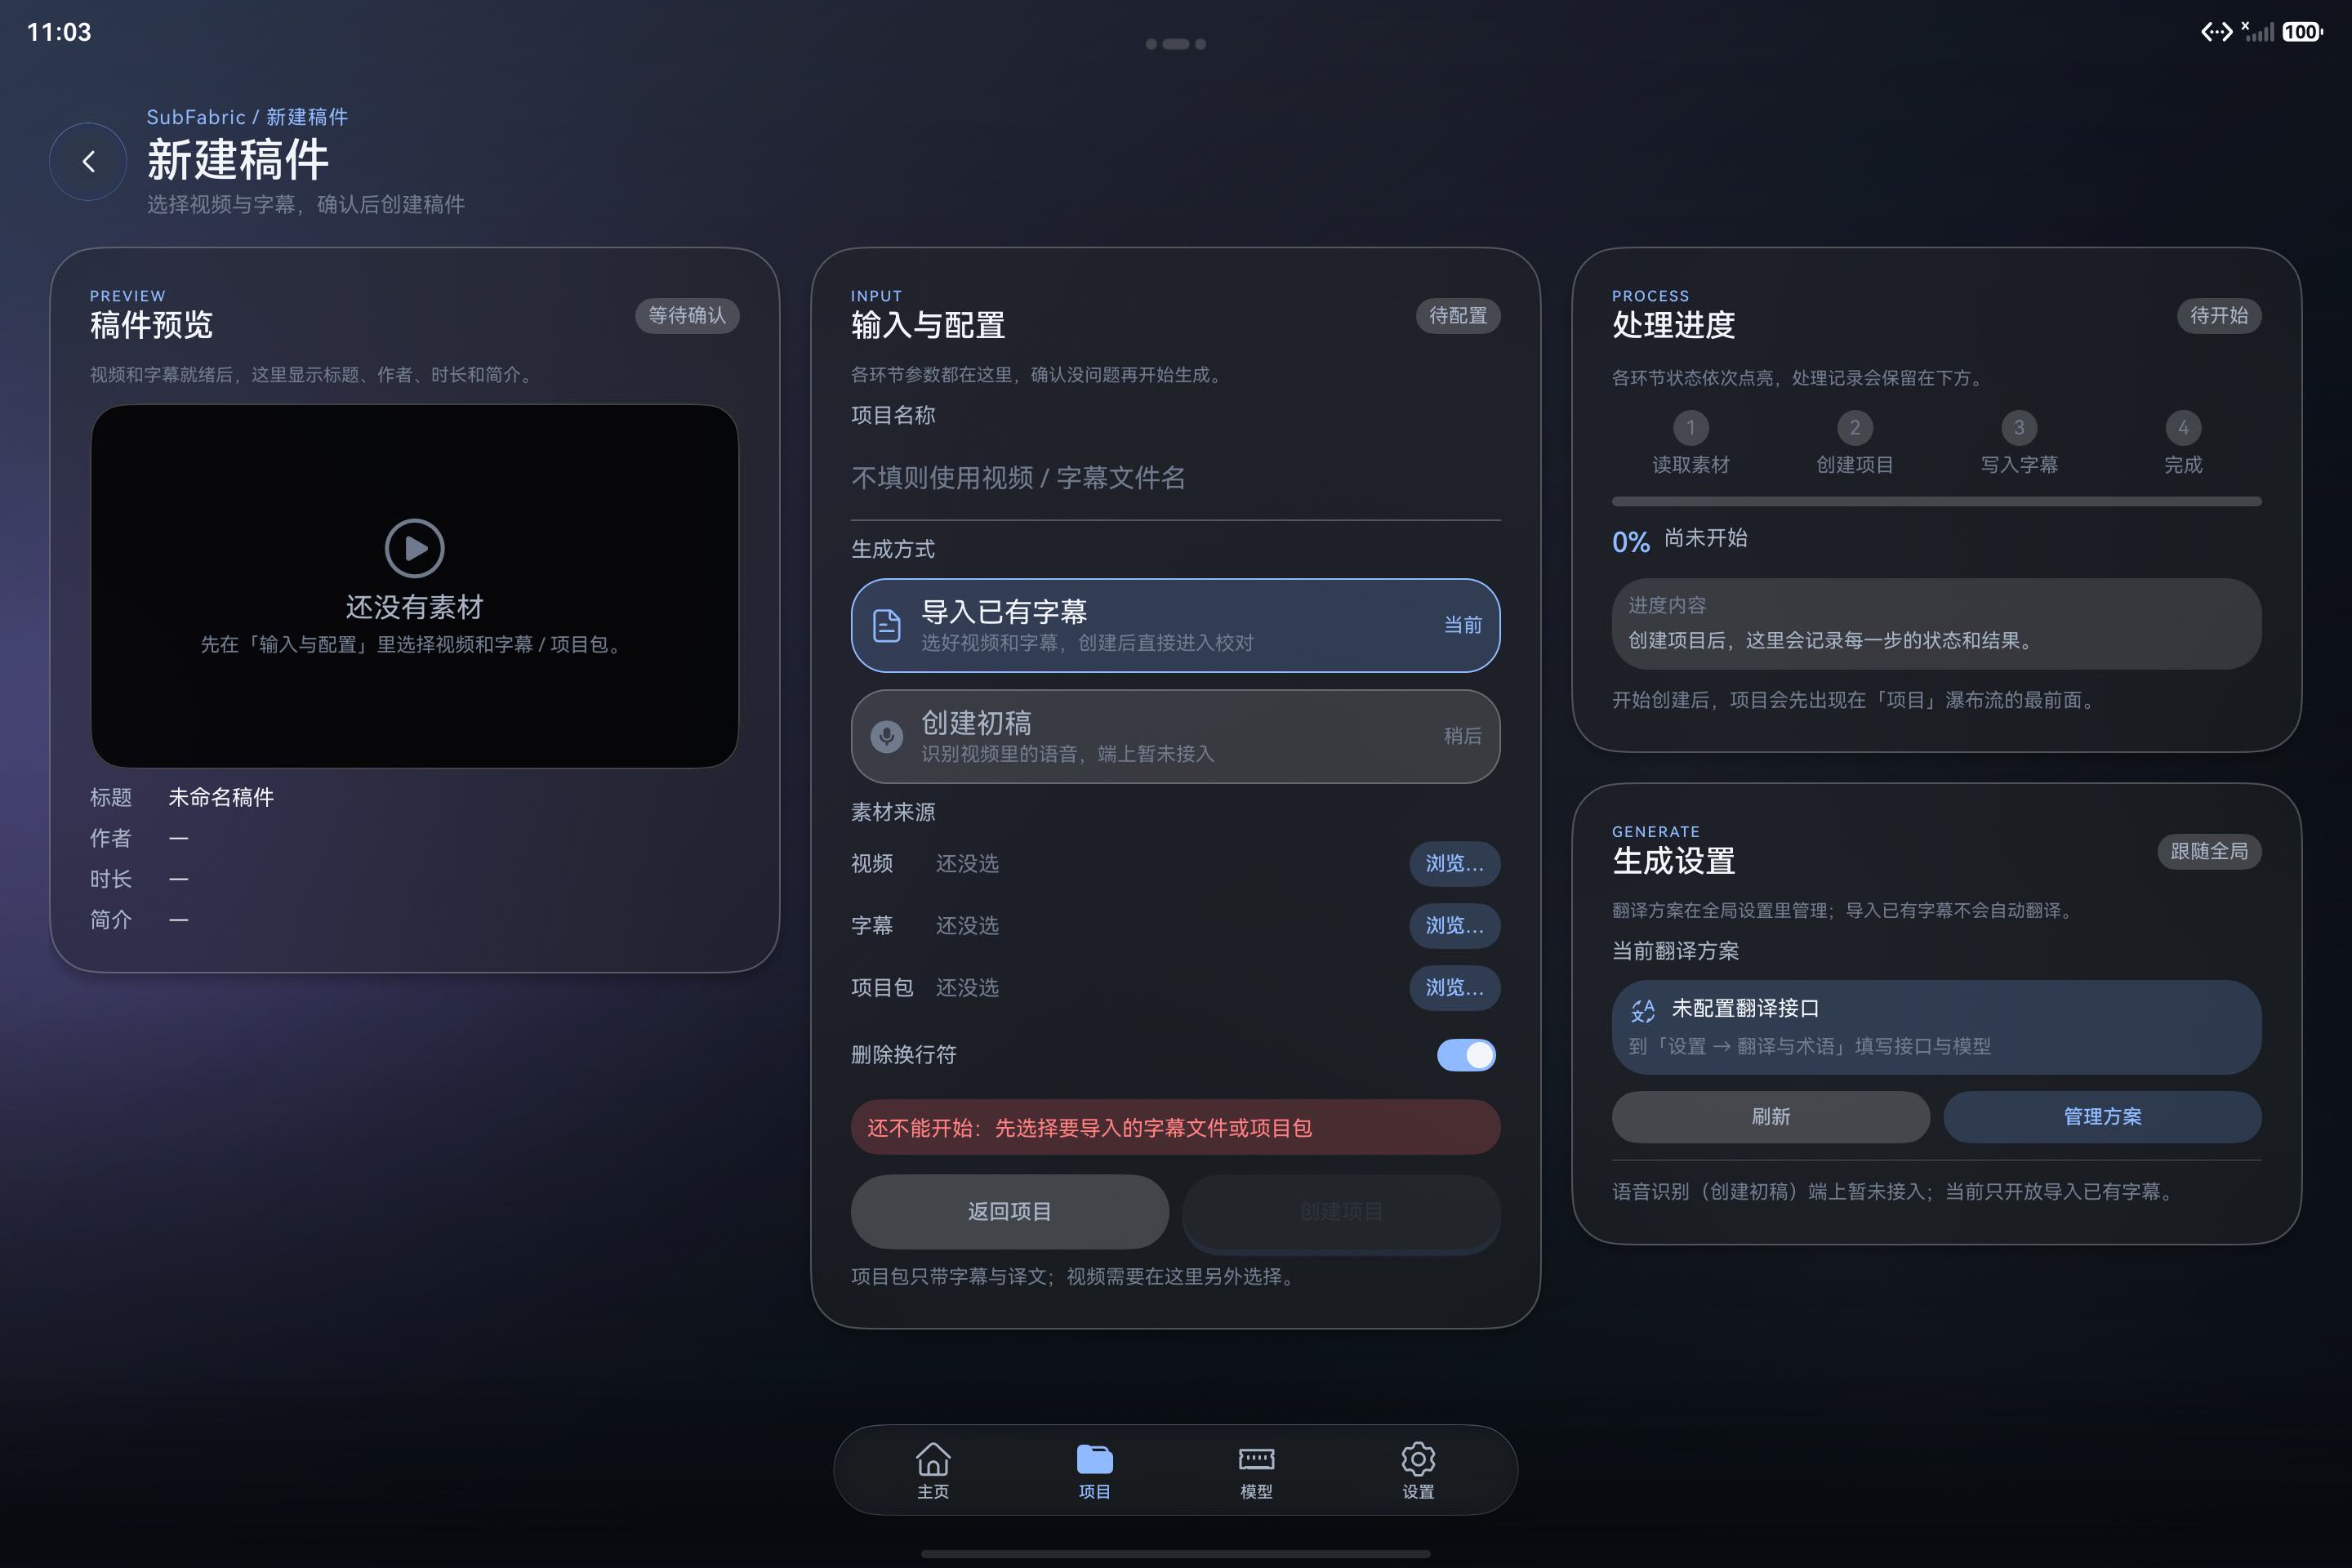 11:03
100
SubFabric / 新建稿件
新建稿件
选择视频与字幕，确认后创建稿件
PREVIEW
稿件预览
等待确认
视频和字幕就绪后，这里显示标题、作者、时长和简介。
还没有素材
先在「输入与配置」里选择视频和字幕 / 项目包。
标题 未命名稿件
作者 —
时长 —
简介 —
INPUT
输入与配置
待配置
各环节参数都在这里，确认没问题再开始生成。
项目名称
不填则使用视频 / 字幕文件名
生成方式
导入已有字幕
选好视频和字幕，创建后直接进入校对
当前
创建初稿
识别视频里的语音，端上暂未接入
稍后
素材来源
视频 还没选 浏览...
字幕 还没选 浏览...
项目包 还没选 浏览...
删除换行符
还不能开始：先选择要导入的字幕文件或项目包
返回项目
创建项目
项目包只带字幕与译文；视频需要在这里另外选择。
PROCESS
处理进度
待开始
各环节状态依次点亮，处理记录会保留在下方。
1 2 3 4
读取素材 创建项目 写入字幕 完成
0% 尚未开始
进度内容
创建项目后，这里会记录每一步的状态和结果。
开始创建后，项目会先出现在「项目」瀑布流的最前面。
GENERATE
生成设置
跟随全局
翻译方案在全局设置里管理；导入已有字幕不会自动翻译。
当前翻译方案
未配置翻译接口
到「设置 → 翻译与术语」填写接口与模型
刷新
管理方案
语音识别（创建初稿）端上暂未接入；当前只开放导入已有字幕。
主页 项目 模型 设置